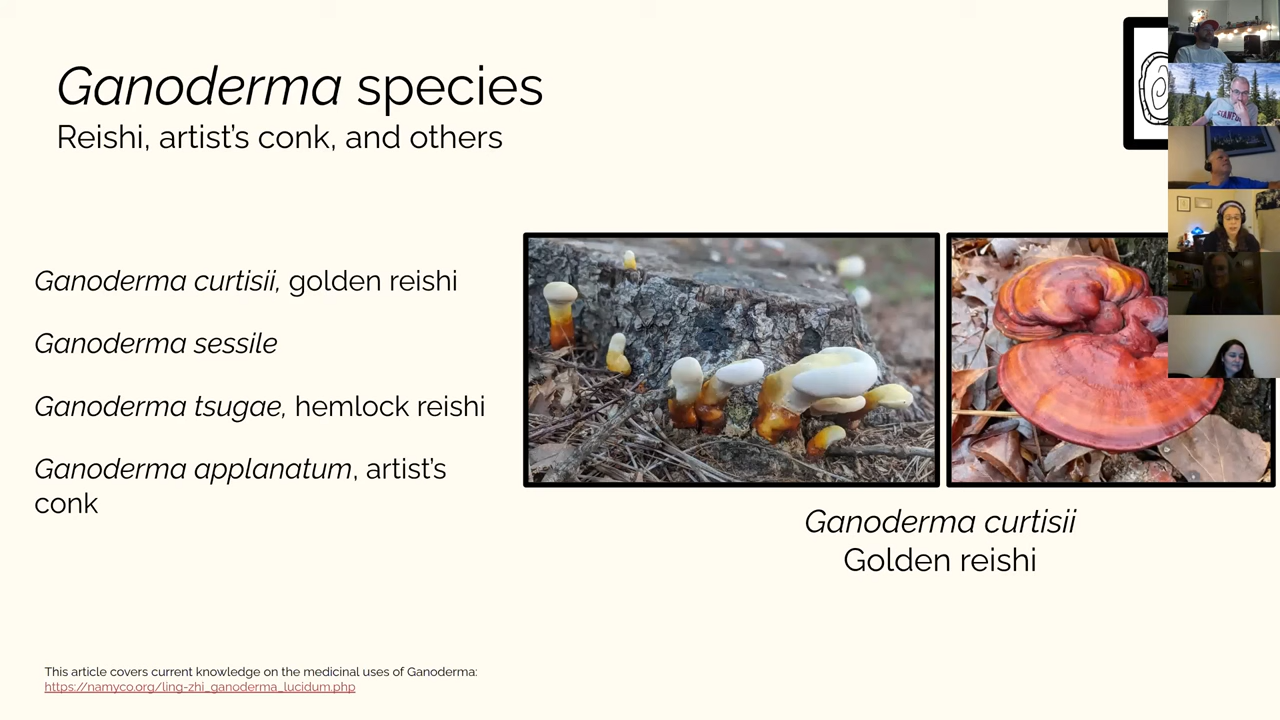 Ganoderma species
Reishi, artist's conk, and others
Ganoderma curtisii, golden reishi
Ganoderma sessile
Ganoderma tsugae, hemlock reishi
Ganoderma applanatum, artist's
conk
Ganoderma curtisii
Golden reishi
This article covers current knowledge on the medicinal uses of Ganoderma:
https://namyco.org/ling-zhi_ganoderma_lucidum.php
STANFORD